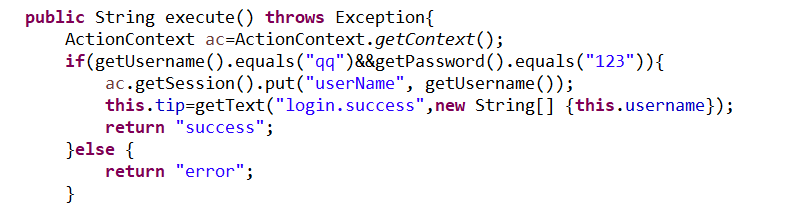 public String execute() throws Exception{
ActionContext ac=ActionContext.getContext();
if(getUsername().equals("qq")&&getPassword().equals("123")){
ac.getSession().put("userName", getUsername());
this.tip=getText("login.success",new String[] {this.username});
return "success";
}else {
return "error";
}